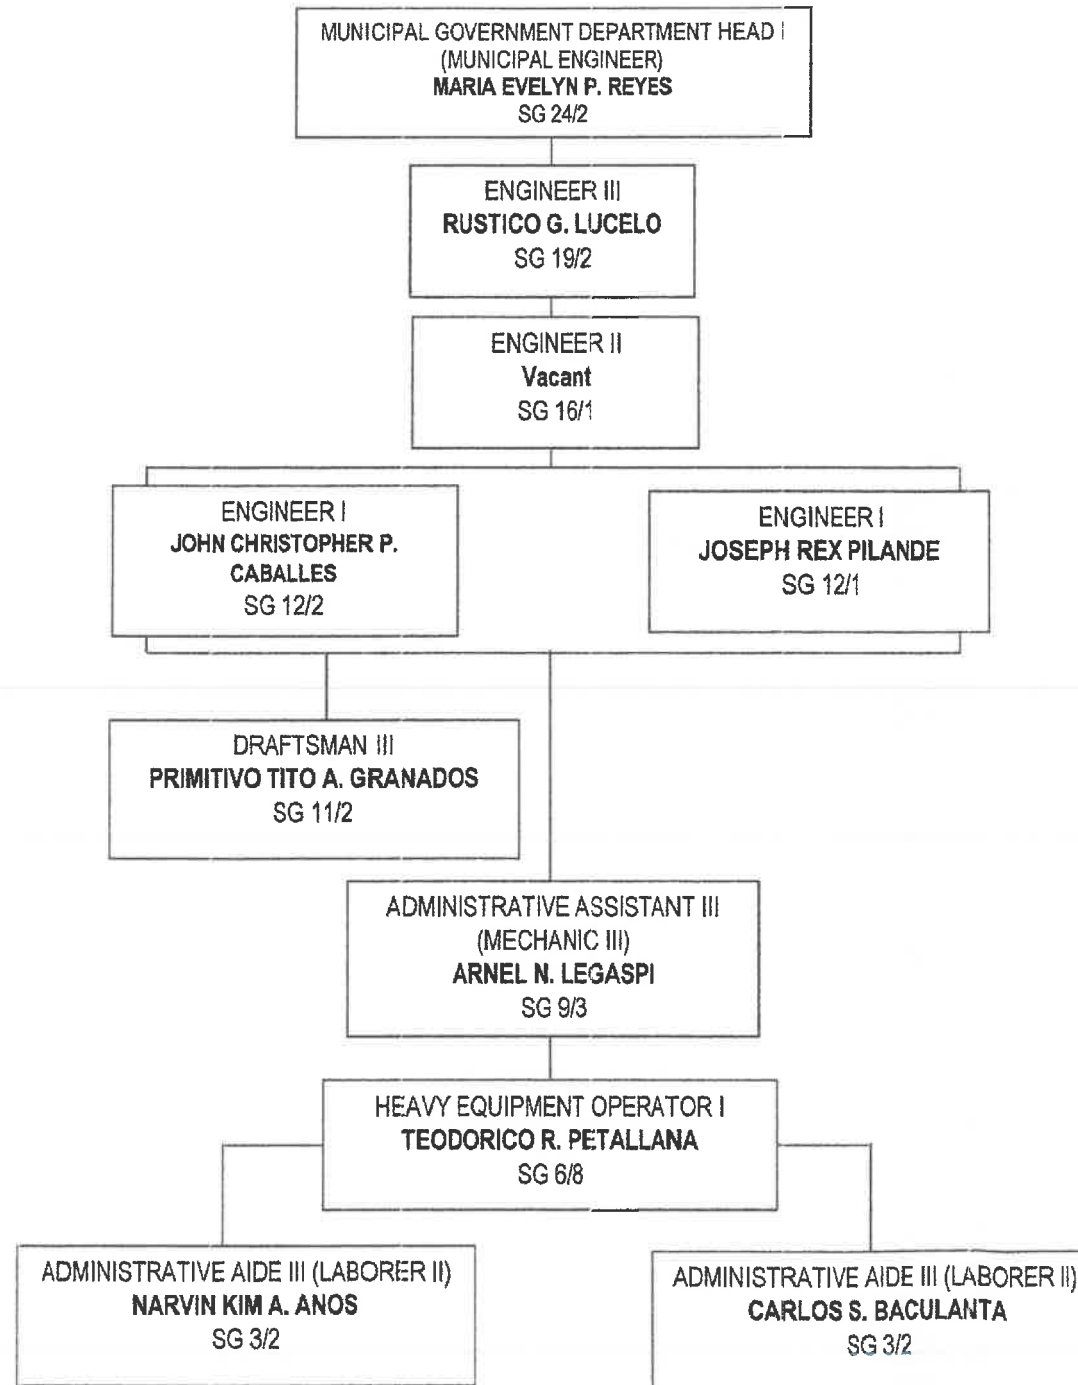 MUNICIPAL GOVERNMENT DEPARTMENT HEAD I
(MUNICIPAL ENGINEER)
MARIA EVELYN P. REYES
SG 24/2
ENGINEER III
RUSTICO G. LUCELO
SG 19/2
ENGINEER II
Vacant
SG 16/1
ENGINEER I
JOHN CHRISTOPHER P.
CABALLES
SG 12/2
ENGINEER I
JOSEPH REX PILANDE
SG 12/1
DRAFTSMAN III
PRIMITIVO TITO A. GRANADOS
SG 11/2
ADMINISTRATIVE ASSISTANT III
(MECHANIC III)
ARNEL N. LEGASPI
SG 9/3
HEAVY EQUIPMENT OPERATOR I
TEODORICO R. PETALLANA
SG 6/8
ADMINISTRATIVE AIDE III (LABORER II)
NARVIN KIM A. ANOS
SG 3/2
ADMINISTRATIVE AIDE III (LABORER II)
CARLOS S. BACULANTA
SG 3/2